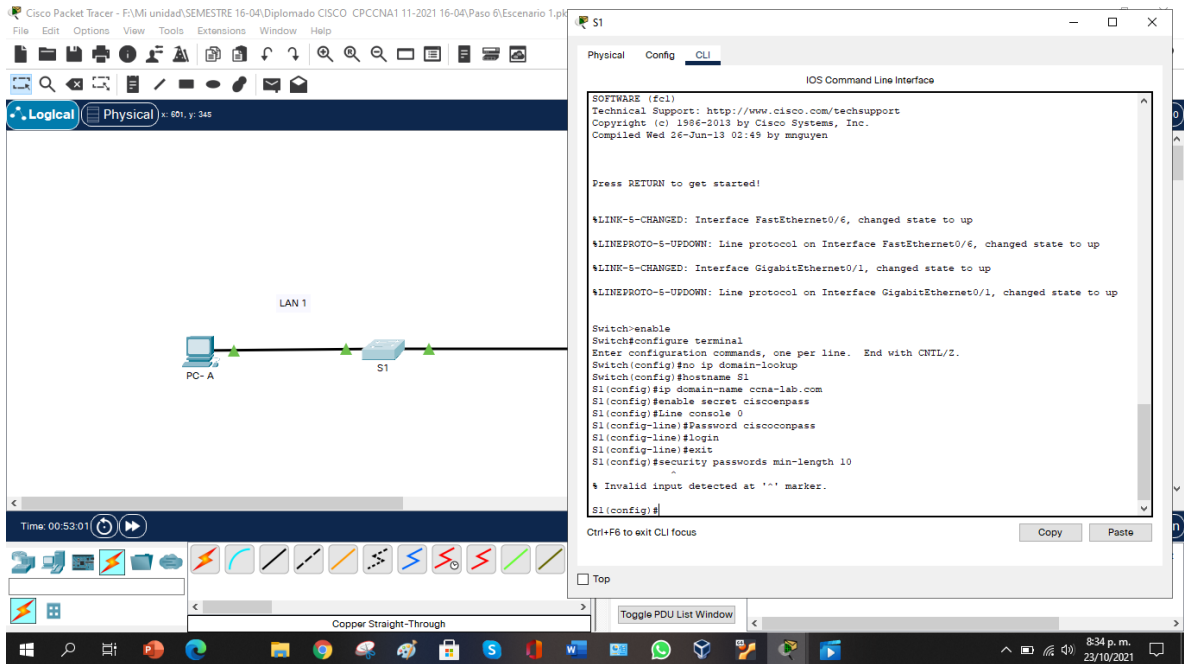 Cisco Packet Tracer - F:\Mi unidad\SEMESTRE 16-04\Diplomado CISCO CPCCNA1 11-2021 16-04\Paso 6\Escenario 1.pk
File Edit Options View Tools Extensions Window Help
Logical Physical x: 601, y: 345
LAN 1
PC- A
S1
Time: 00:53:01
Copper Straight-Through
S1
Physical Config CLI
IOS Command Line Interface
SOFTWARE (fc1)
Technical Support: http://www.cisco.com/techsupport
Copyright (c) 1986-2013 by Cisco Systems, Inc.
Compiled Wed 26-Jun-13 02:49 by mnguyen
Press RETURN to get started!
%LINK-5-CHANGED: Interface FastEthernet0/6, changed state to up
%LINEPROTO-5-UPDOWN: Line protocol on Interface FastEthernet0/6, changed state to up
%LINK-5-CHANGED: Interface GigabitEthernet0/1, changed state to up
%LINEPROTO-5-UPDOWN: Line protocol on Interface GigabitEthernet0/1, changed state to up
Switch>enable
Switch#configure terminal
Enter configuration commands, one per line. End with CNTL/Z.
Switch(config)#no ip domain-lookup
Switch(config)#hostname S1
S1(config)#ip domain-name ccna-lab.com
S1(config)#enable secret ciscoenpass
S1(config)#Line console 0
S1(config-line)#Password ciscoconpass
S1(config-line)#login
S1(config-line)#exit
S1(config)#security passwords min-length 10
^
% Invalid input detected at '^' marker.
S1(config)#
Ctrl+F6 to exit CLI focus
Copy Paste
Top
Toggle PDU List Window
8:34 p. m.
23/10/2021